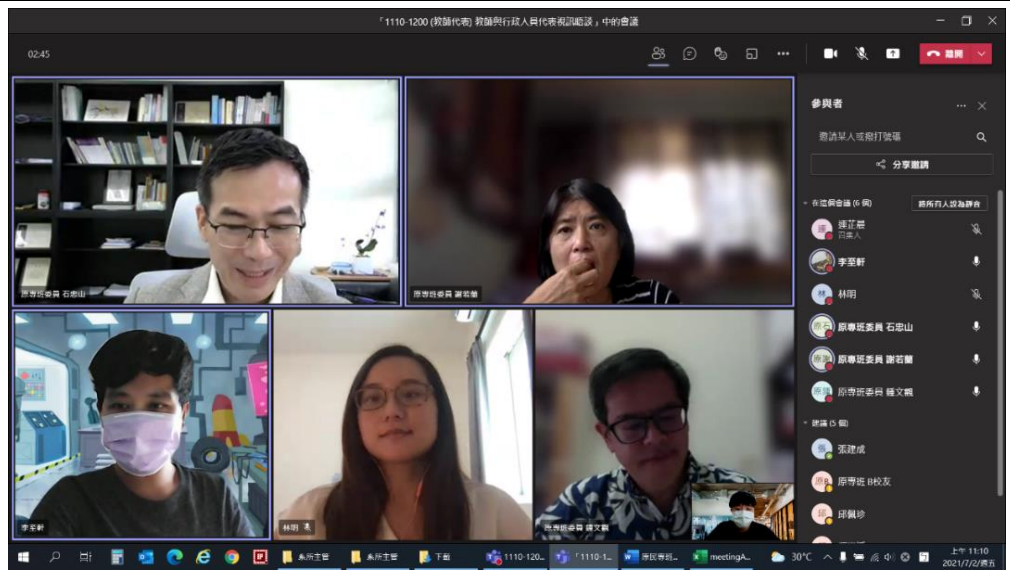 「1110-1200 (教師代表) 教師與行政人員代表視訊晤談」中的會議
02:45
離開
參與者
邀請某人或撥打號碼
分享邀請
在這個會議 (6 個)
將所有人設為靜音
連芷晨
召集人
李至軒
林明
原專班委員 石忠山
原專班委員 謝若蘭
原專班委員 鍾文觀
建議 (5 個)
張建成
原專班 B校友
邱佩珍
原專班委員 石忠山
原專班委員 謝若蘭
李至軒
林明
原專班委員 鍾文觀
系所主管
系所主管
下載
1110-120...
「1110-1...
原民專班...
meetingA...
30°C
上午 11:10
2021/7/2/週五